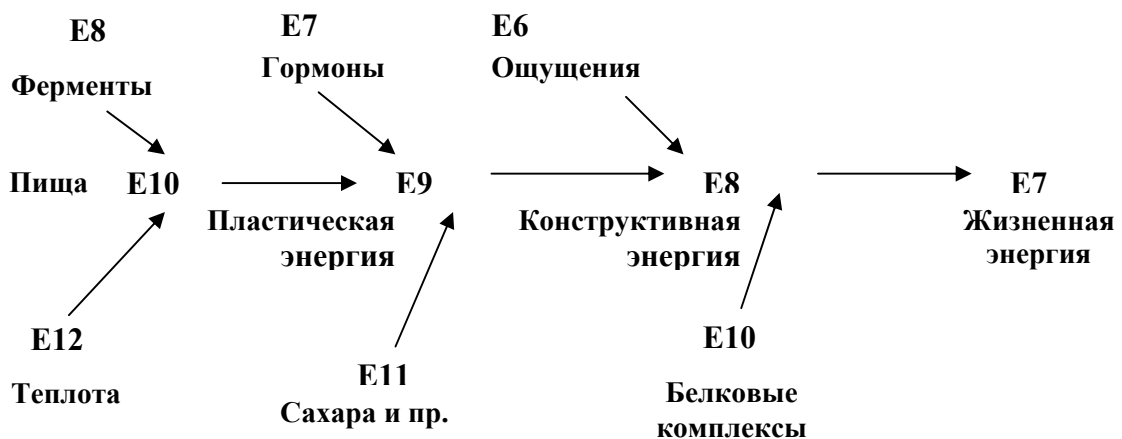 E8
E7
E6
Ферменты
Гормоны
Ощущения
Пища E10
E9
E8
E7
Пластическая
энергия
Конструктивная
энергия
Жизненная
энергия
E12
Теплота
E11
Сахара и пр.
E10
Белковые
комплексы